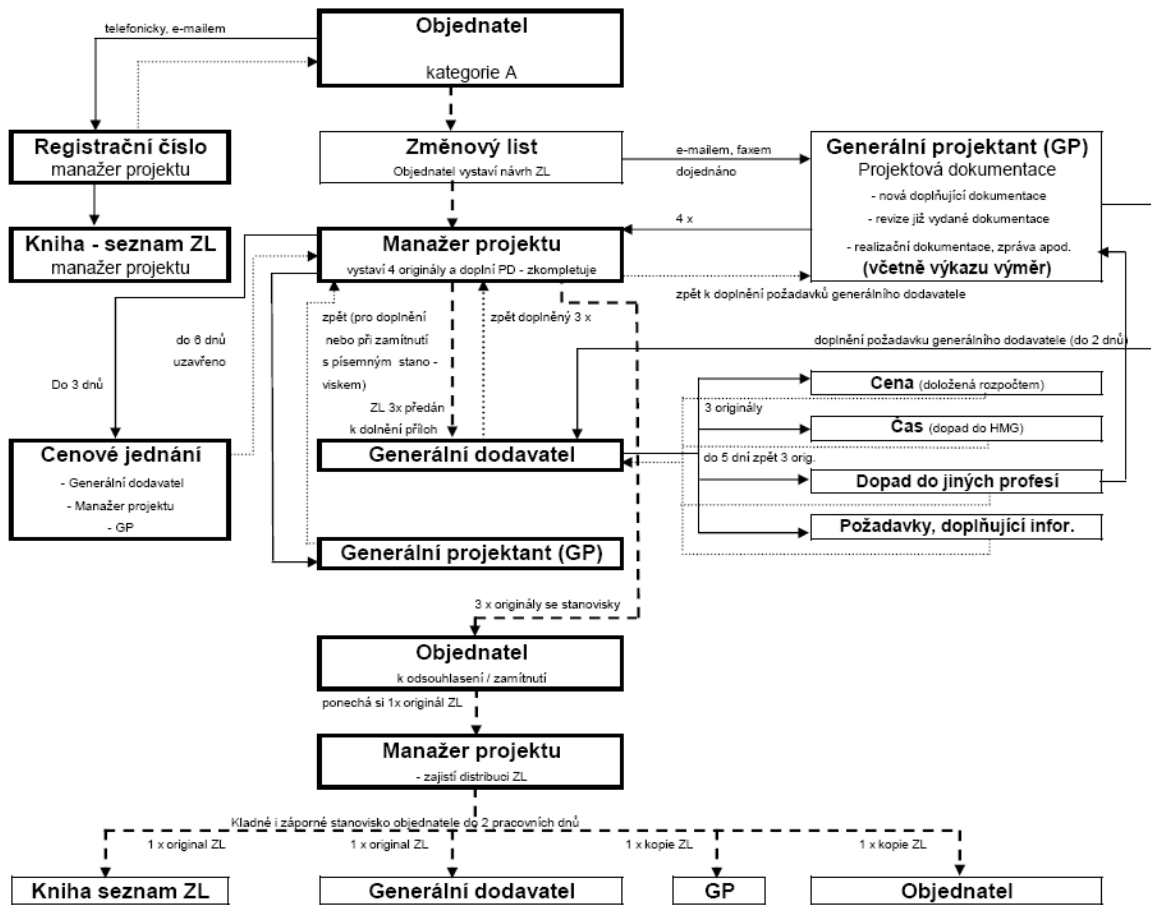 Objednatel
kategorie A
telefonicky, e-mailem
Registrační číslo
manažer projektu
Změnový list
Objednatel vystaví návrh ZL
e-mailem, faxem
dojednáno
Generální projektant (GP)
Projektová dokumentace
- nová doplňující dokumentace
- revize již vydané dokumentace
- realizační dokumentace, zpráva apod.
(včetně výkazu výměr)
4 x
Kniha - seznam ZL
manažer projektu
Manažer projektu
vystaví 4 originály a doplní PD - zkompletuje
zpět k doplnění požadavků generálního dodavatele
do 6 dnů
uzavřeno
zpět (pro doplnění
nebo při zamítnutí
s písemným stano -
viskem)
zpět doplněný 3 x
doplnění požadavku generálního dodavatele (do 2 dnů)
Do 3 dnů
ZL 3x předán
k dolnění příloh
Cena (doložená rozpočtem)
3 originály
Čas (dopad do HMG)
Cenové jednání
- Generální dodavatel
- Manažer projektu
- GP
Generální dodavatel
do 5 dní zpět 3 orig.
Dopad do jiných profesí
Požadavky, doplňující infor.
Generální projektant (GP)
3 x originály se stanovisky
Objednatel
k odsouhlasení / zamítnutí
ponechá si 1x originál ZL
Manažer projektu
- zajistí distribuci ZL
Kladné i záporné stanovisko objednatele do 2 pracovních dnů
1 x original ZL
1 x original ZL
1 x kopie ZL
1 x kopie ZL
Kniha seznam ZL
Generální dodavatel
GP
Objednatel